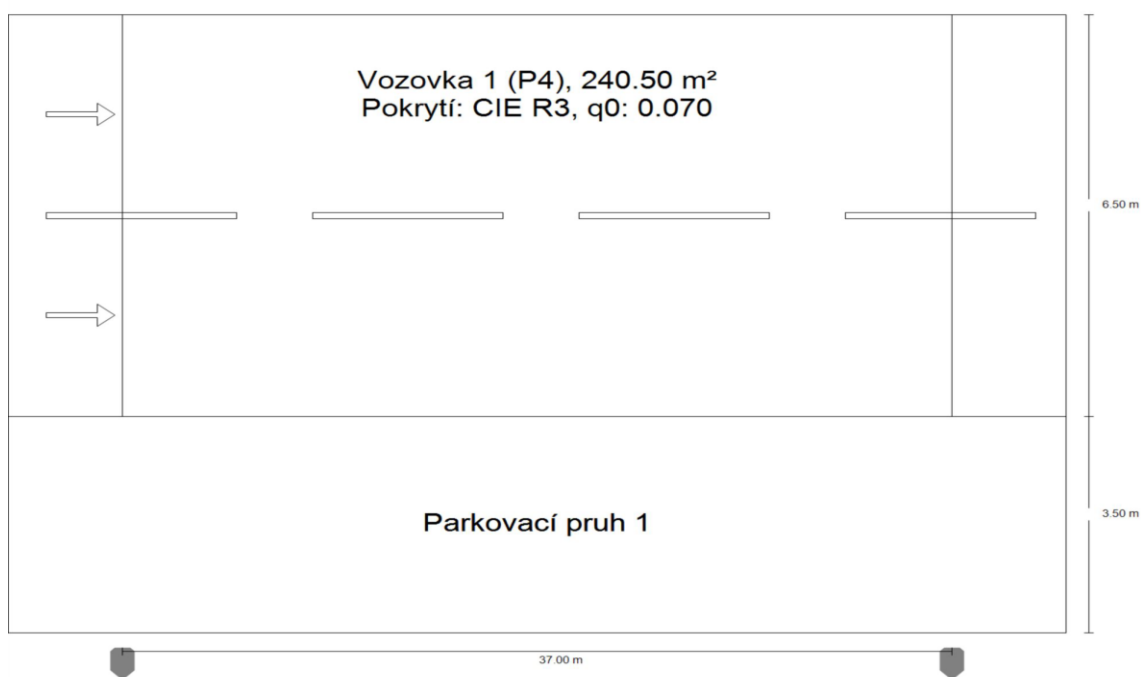 Vozovka 1 (P4), 240.50 m²
Pokrytí: CIE R3, q0: 0.070
6.50 m
Parkovací pruh 1
3.50 m
37.00 m